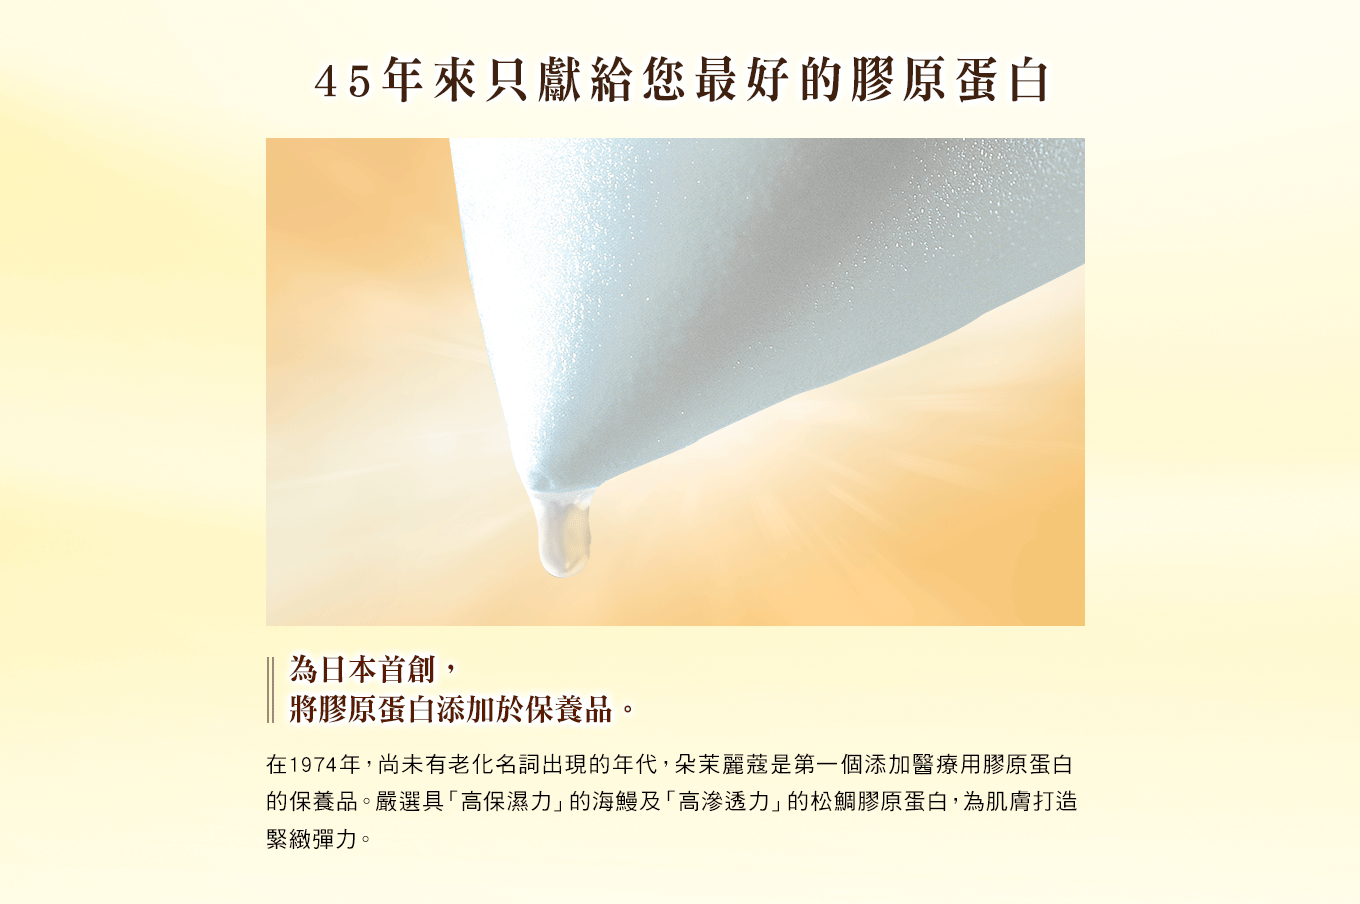 45年來只獻給您最好的膠原蛋白
為日本首創，
將膠原蛋白添加於保養品。
在1974年，尚未有老化名詞出現的年代，朵茉麗蔻是第一個添加醫療用膠原蛋白
的保養品。嚴選具「高保濕力」的海鰻及「高滲透力」的松鯛膠原蛋白，為肌膚打造
緊緻彈力。